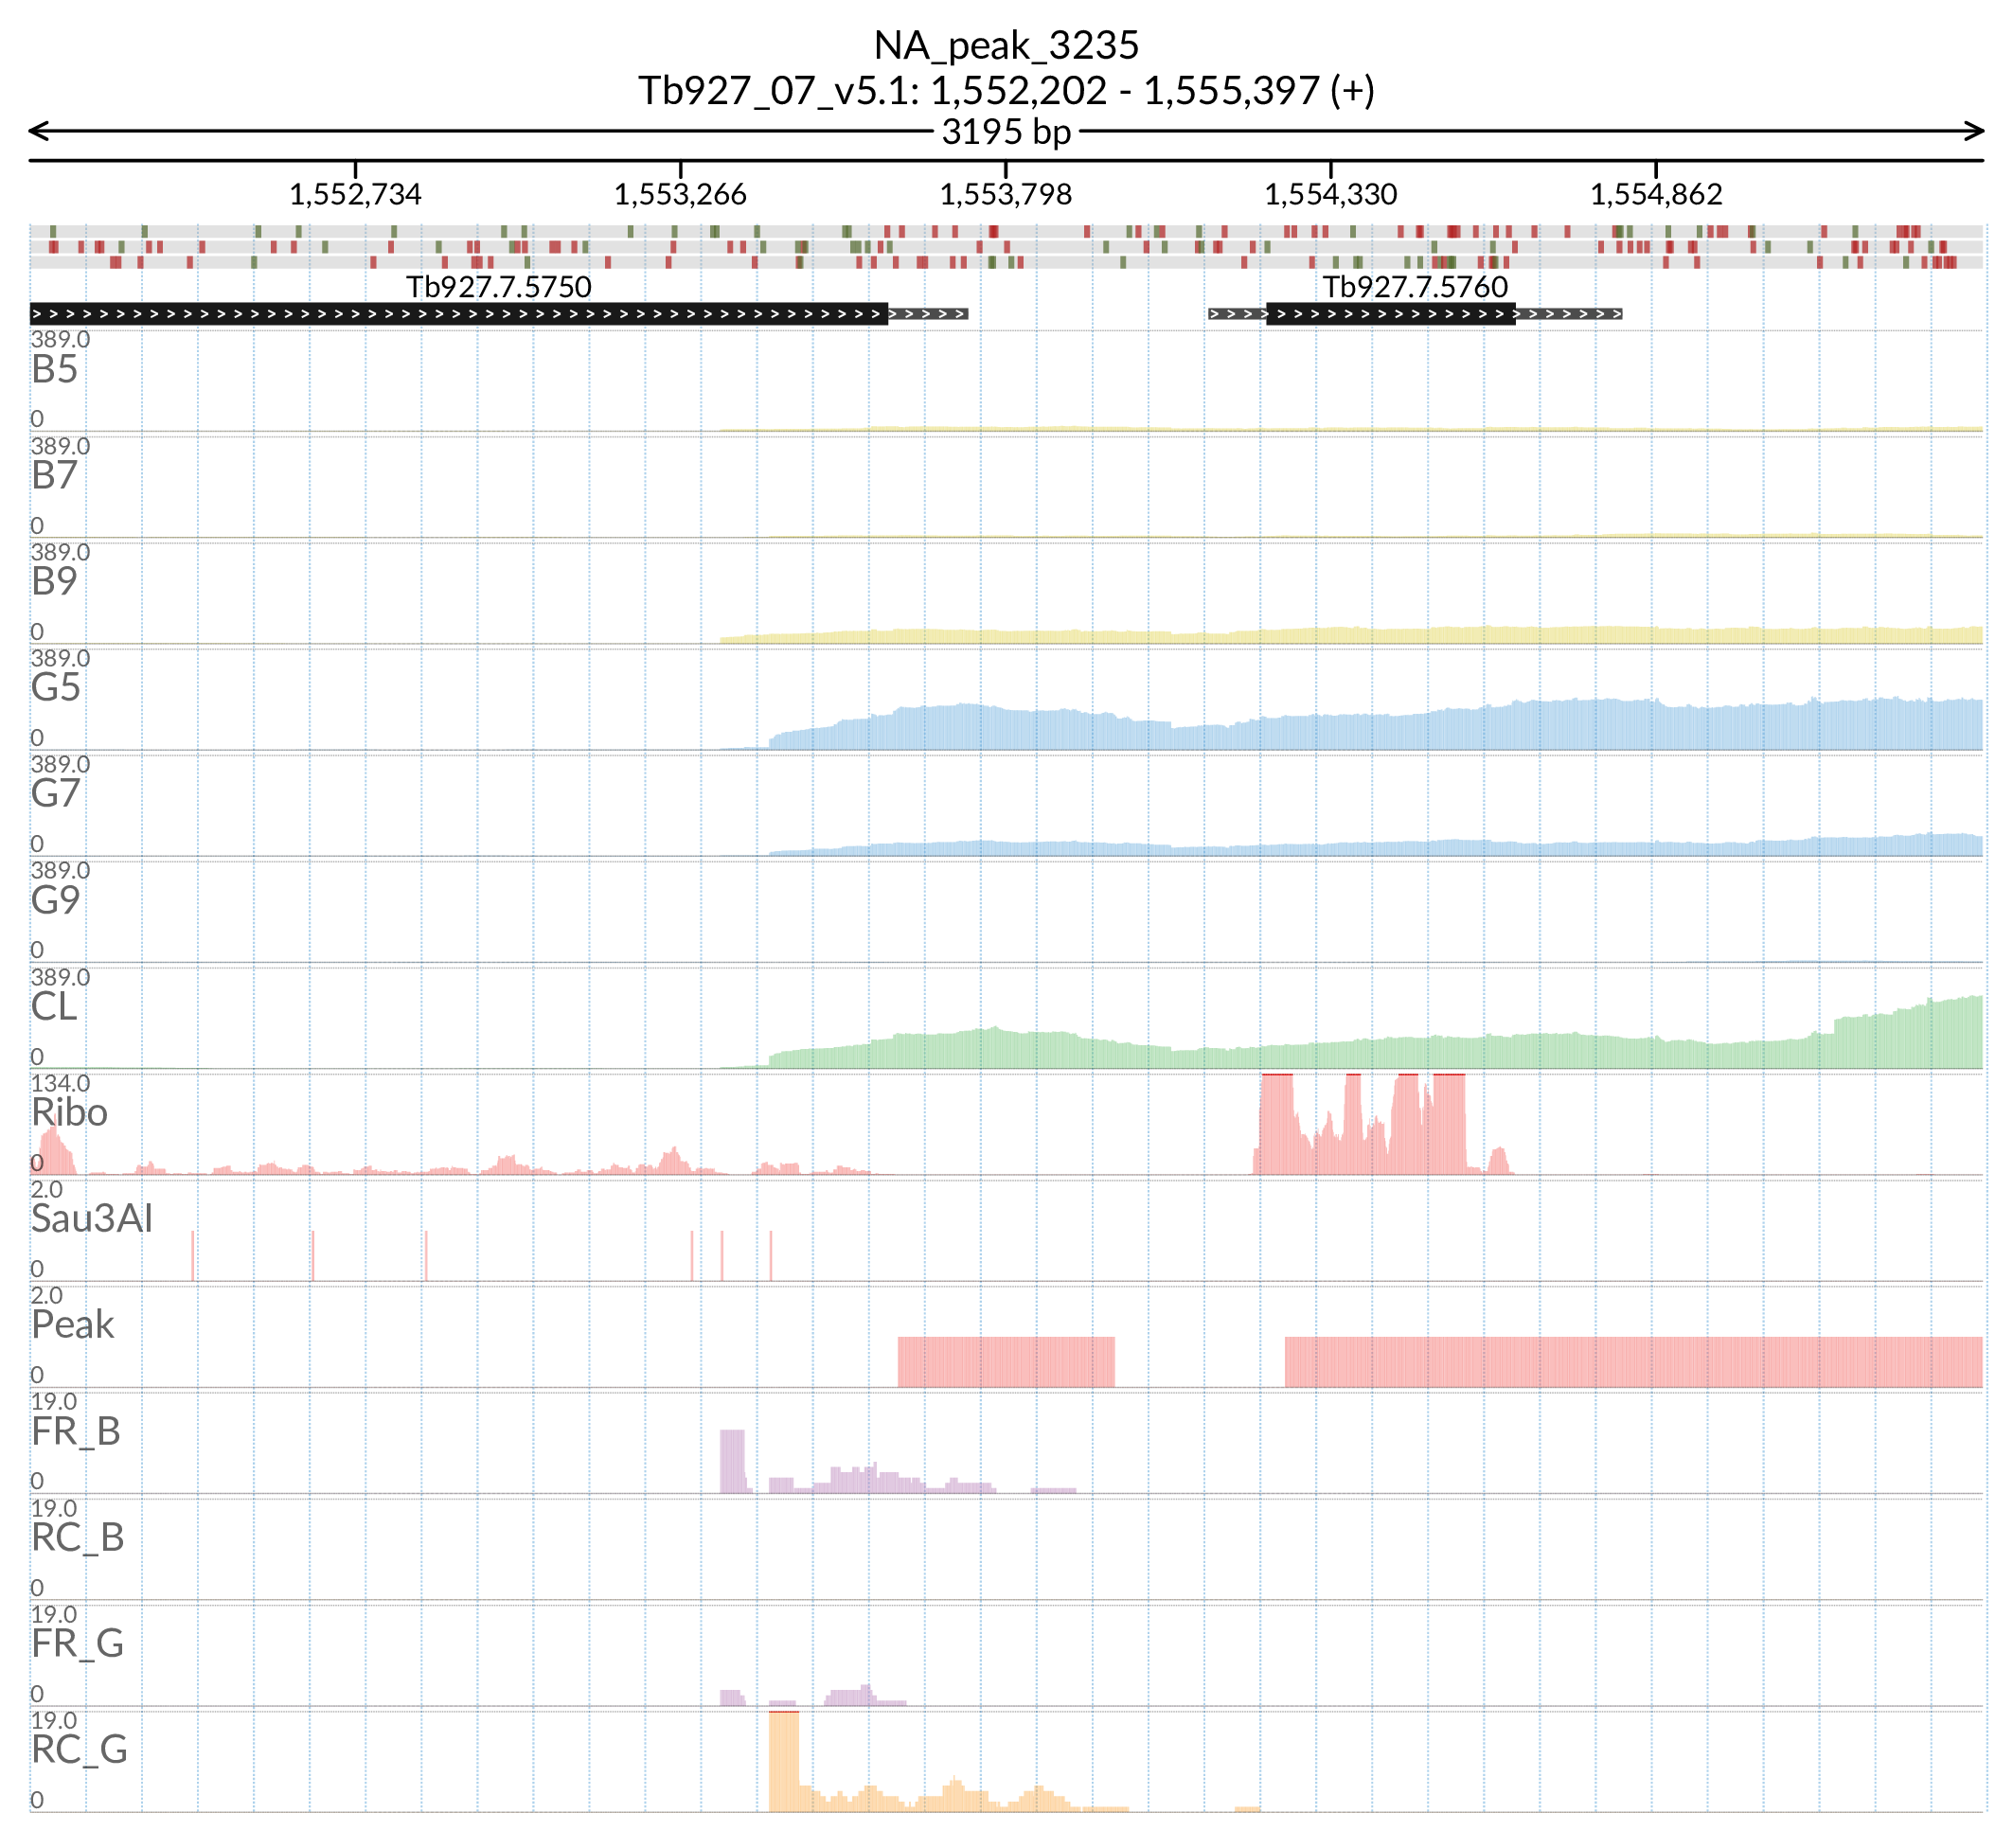 NA_peak_3235
Tb927_07_v5.1: 1,552,202 - 1,555,397 (+)
3195 bp
1,552,734 1,553,266 1,553,798 1,554,330 1,554,862
Tb927.7.5750 Tb927.7.5760
389.0
B5
0
389.0
B7
0
389.0
B9
0
389.0
G5
0
389.0
G7
0
389.0
G9
0
389.0
CL
0
134.0
Ribo
0
2.0
Sau3AI
0
2.0
Peak
0
19.0
FR_B
0
19.0
RC_B
0
19.0
FR_G
0
19.0
RC_G
0